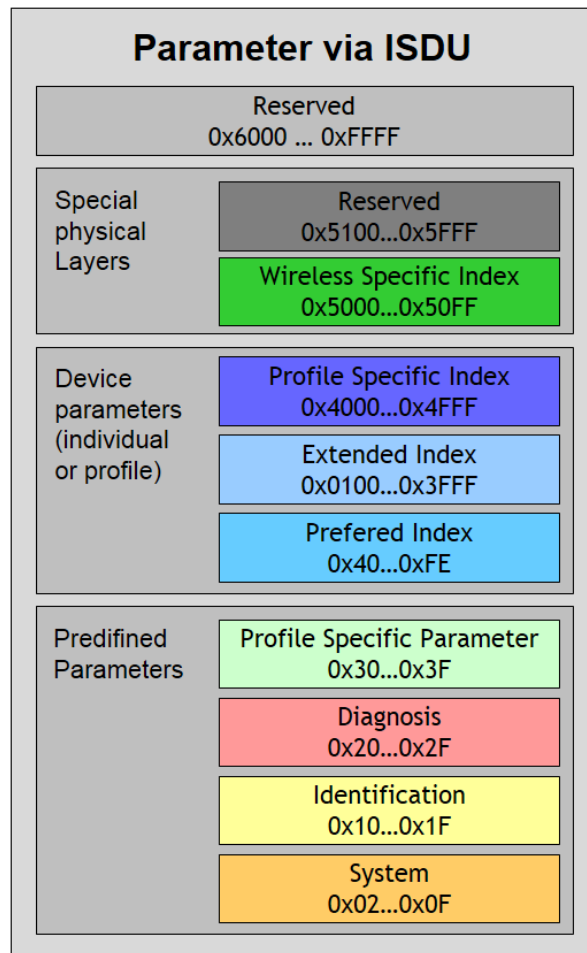 Parameter via ISDU
Reserved
0x6000 ... 0xFFFF
Special
physical
Layers
Reserved
0x5100...0x5FFF
Wireless Specific Index
0x5000...0x50FF
Device
parameters
(individual
or profile)
Profile Specific Index
0x4000...0x4FFF
Extended Index
0x0100...0x3FFF
Prefered Index
0x40...0xFE
Predifined
Parameters
Profile Specific Parameter
0x30...0x3F
Diagnosis
0x20...0x2F
Identification
0x10...0x1F
System
0x02...0x0F